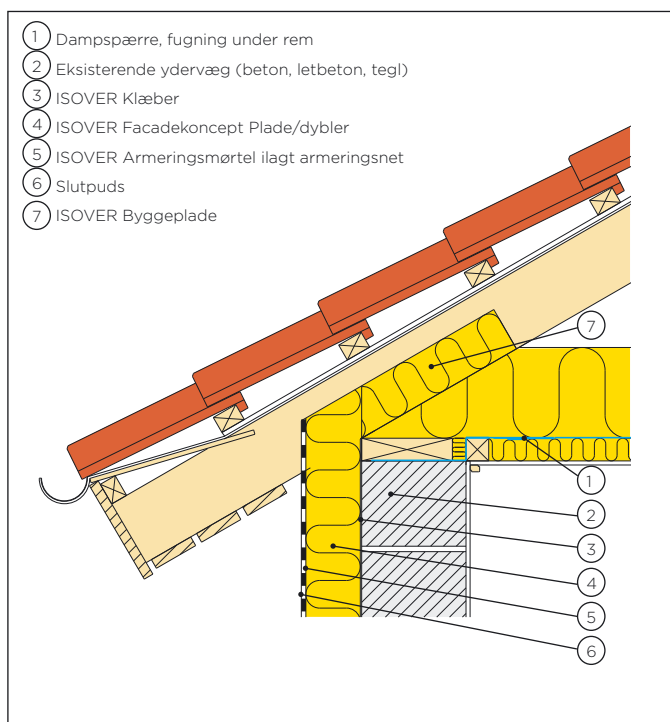 1 Dampspærre, fugning under rem
2 Eksisterende ydervæg (beton, letbeton, tegl)
3 ISOVER Klæber
4 ISOVER Facadekoncept Plade/dybler
5 ISOVER Armeringsmørtel ilagt armeringsnet
6 Slutpuds
7 ISOVER Byggeplade
7
1
2
3
4
5
6